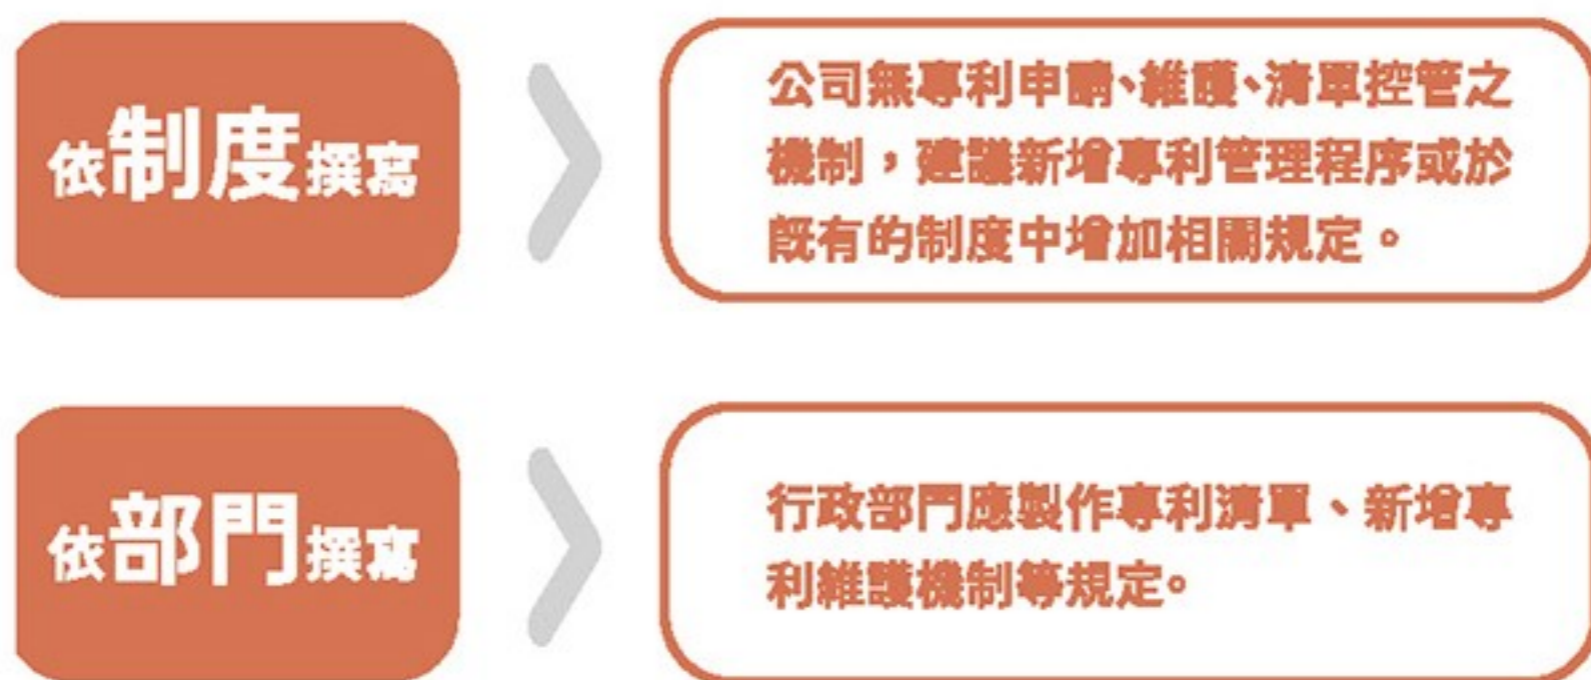 依制度撰寫
公司無專利申請、維護、清單控管之
機制，建議新增專利管理程序或於
既有的制度中增加相關規定。
依部門撰寫
行政部門應製作專利清單、新增專
利維護機制等規定。